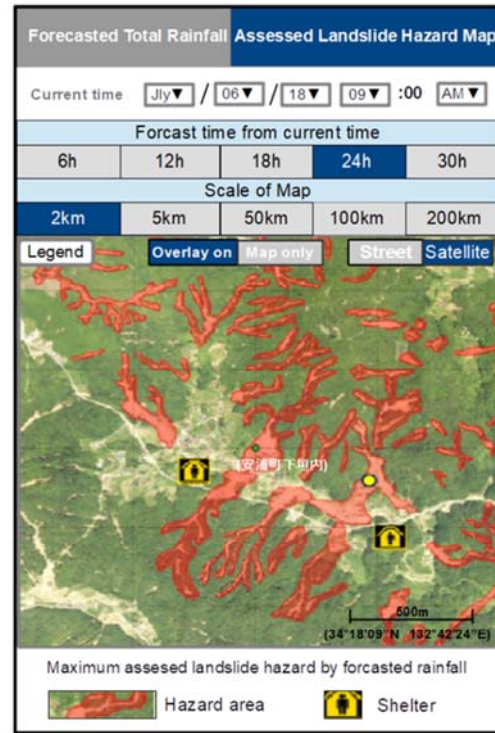 Forecasted Total Rainfall Assessed Landslide Hazard Map
Current time Jly▼ / 06▼ / 18▼ 09▼ :00 AM▼
Forcast time from current time
6h 12h 18h 24h 30h
Scale of Map
2km 5km 50km 100km 200km
Legend Overlay on Map only Street Satellite
(安浦町下垣内)
500m
(34°18'09"N 132°42'24"E)
Maximum assesed landslide hazard by forcasted rainfall
Hazard area Shelter